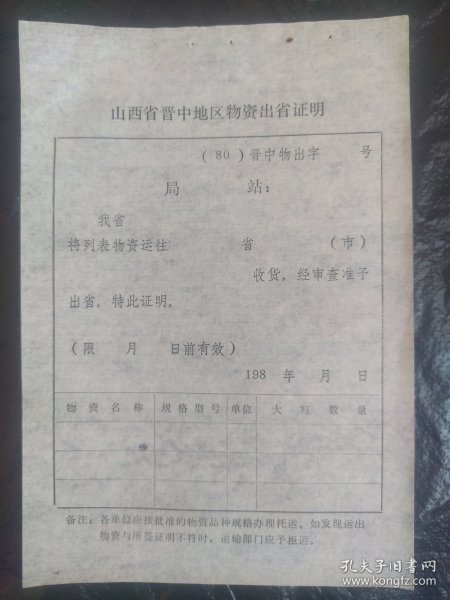 山西省晋中地区物资出省证明
（80）晋中物出字 号
局 站：
我省
将列表物资运往 省 （市）
收货，经审查准予
出省。特此证明。
（限 月 日前有效）
198 年 月 日
物资名称 规格型号 单位 大写数量
备注：各单位应按批准的物资品种规格办理托运。如发现运出
物资与所签证明不符时，运输部门应予拒运。
孔夫子旧书网
www.kongfz.com